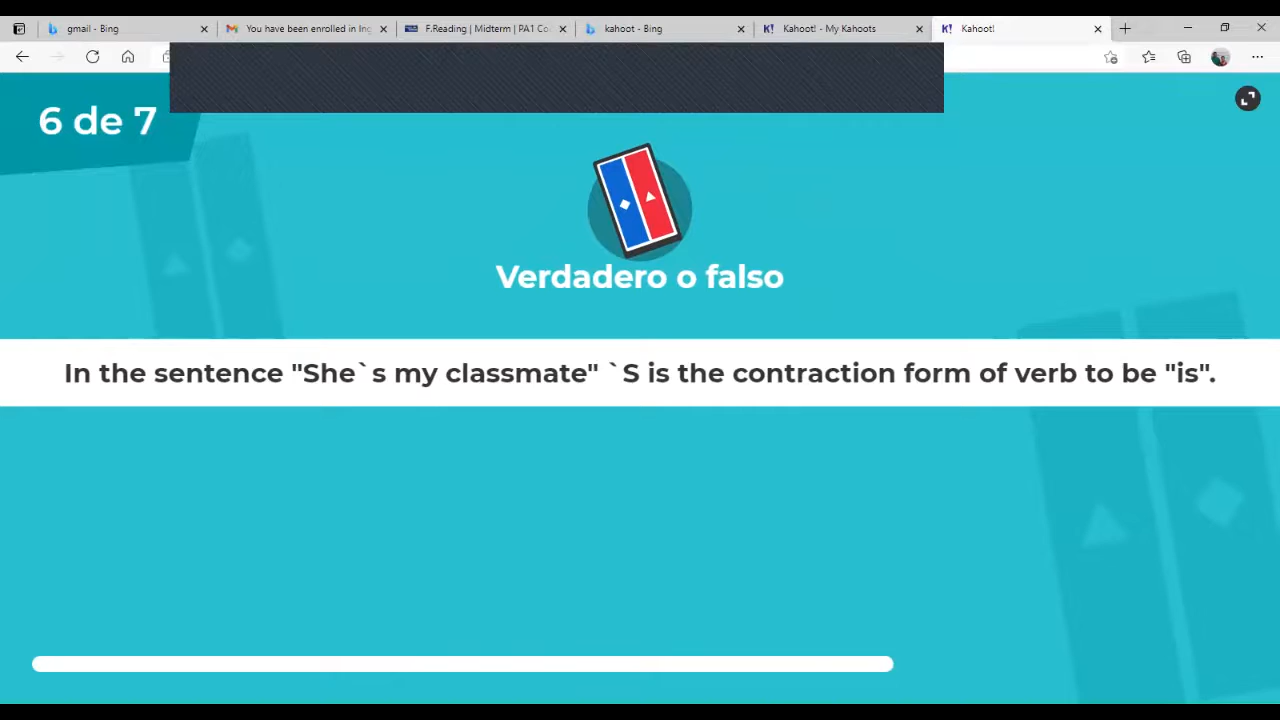 gmail - Bing
You have been enrolled in Ing
F.Reading | Midterm | PA1 Co
kahoot - Bing
K! Kahoot! - My Kahoots
K! Kahoot!
6 de 7
Verdadero o falso
In the sentence "She`s my classmate" `S is the contraction form of verb to be "is".